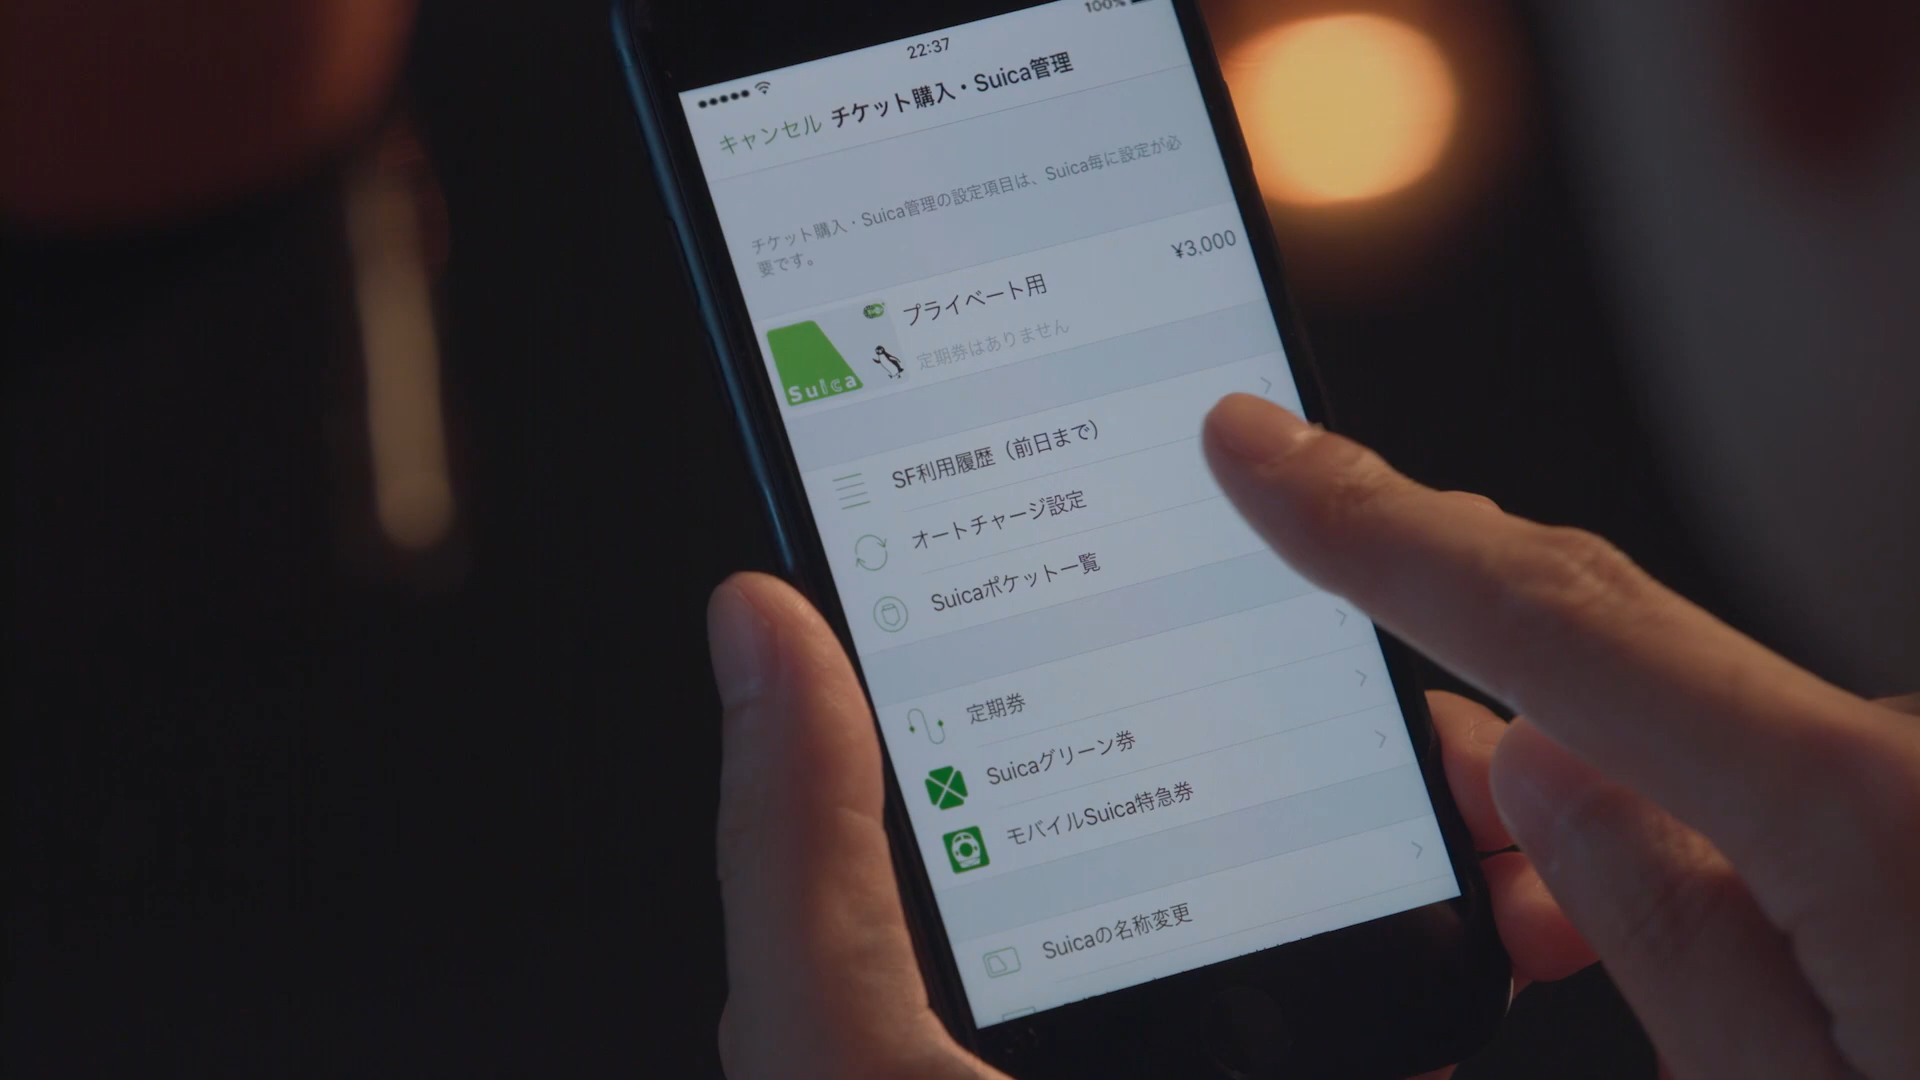 100%
22:37
キャンセル チケット購入・Suica管理
チケット購入・Suica管理の設定項目は、Suica毎に設定が必
要です。
プライベート用 ¥3,000
定期券はありません
Suica
SF利用履歴（前日まで）
オートチャージ設定
Suicaポケット一覧
定期券
Suicaグリーン券
モバイルSuica特急券
Suicaの名称変更